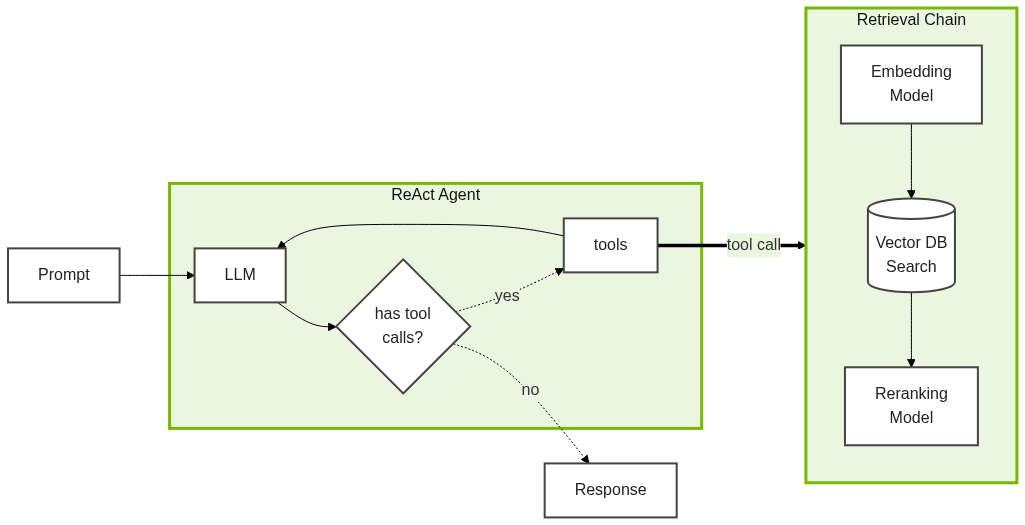 Retrieval Chain
Embedding
Model
ReAct Agent
tools
tool call
Vector DB
Search
Prompt
LLM
yes
has tool
calls?
no
Reranking
Model
Response